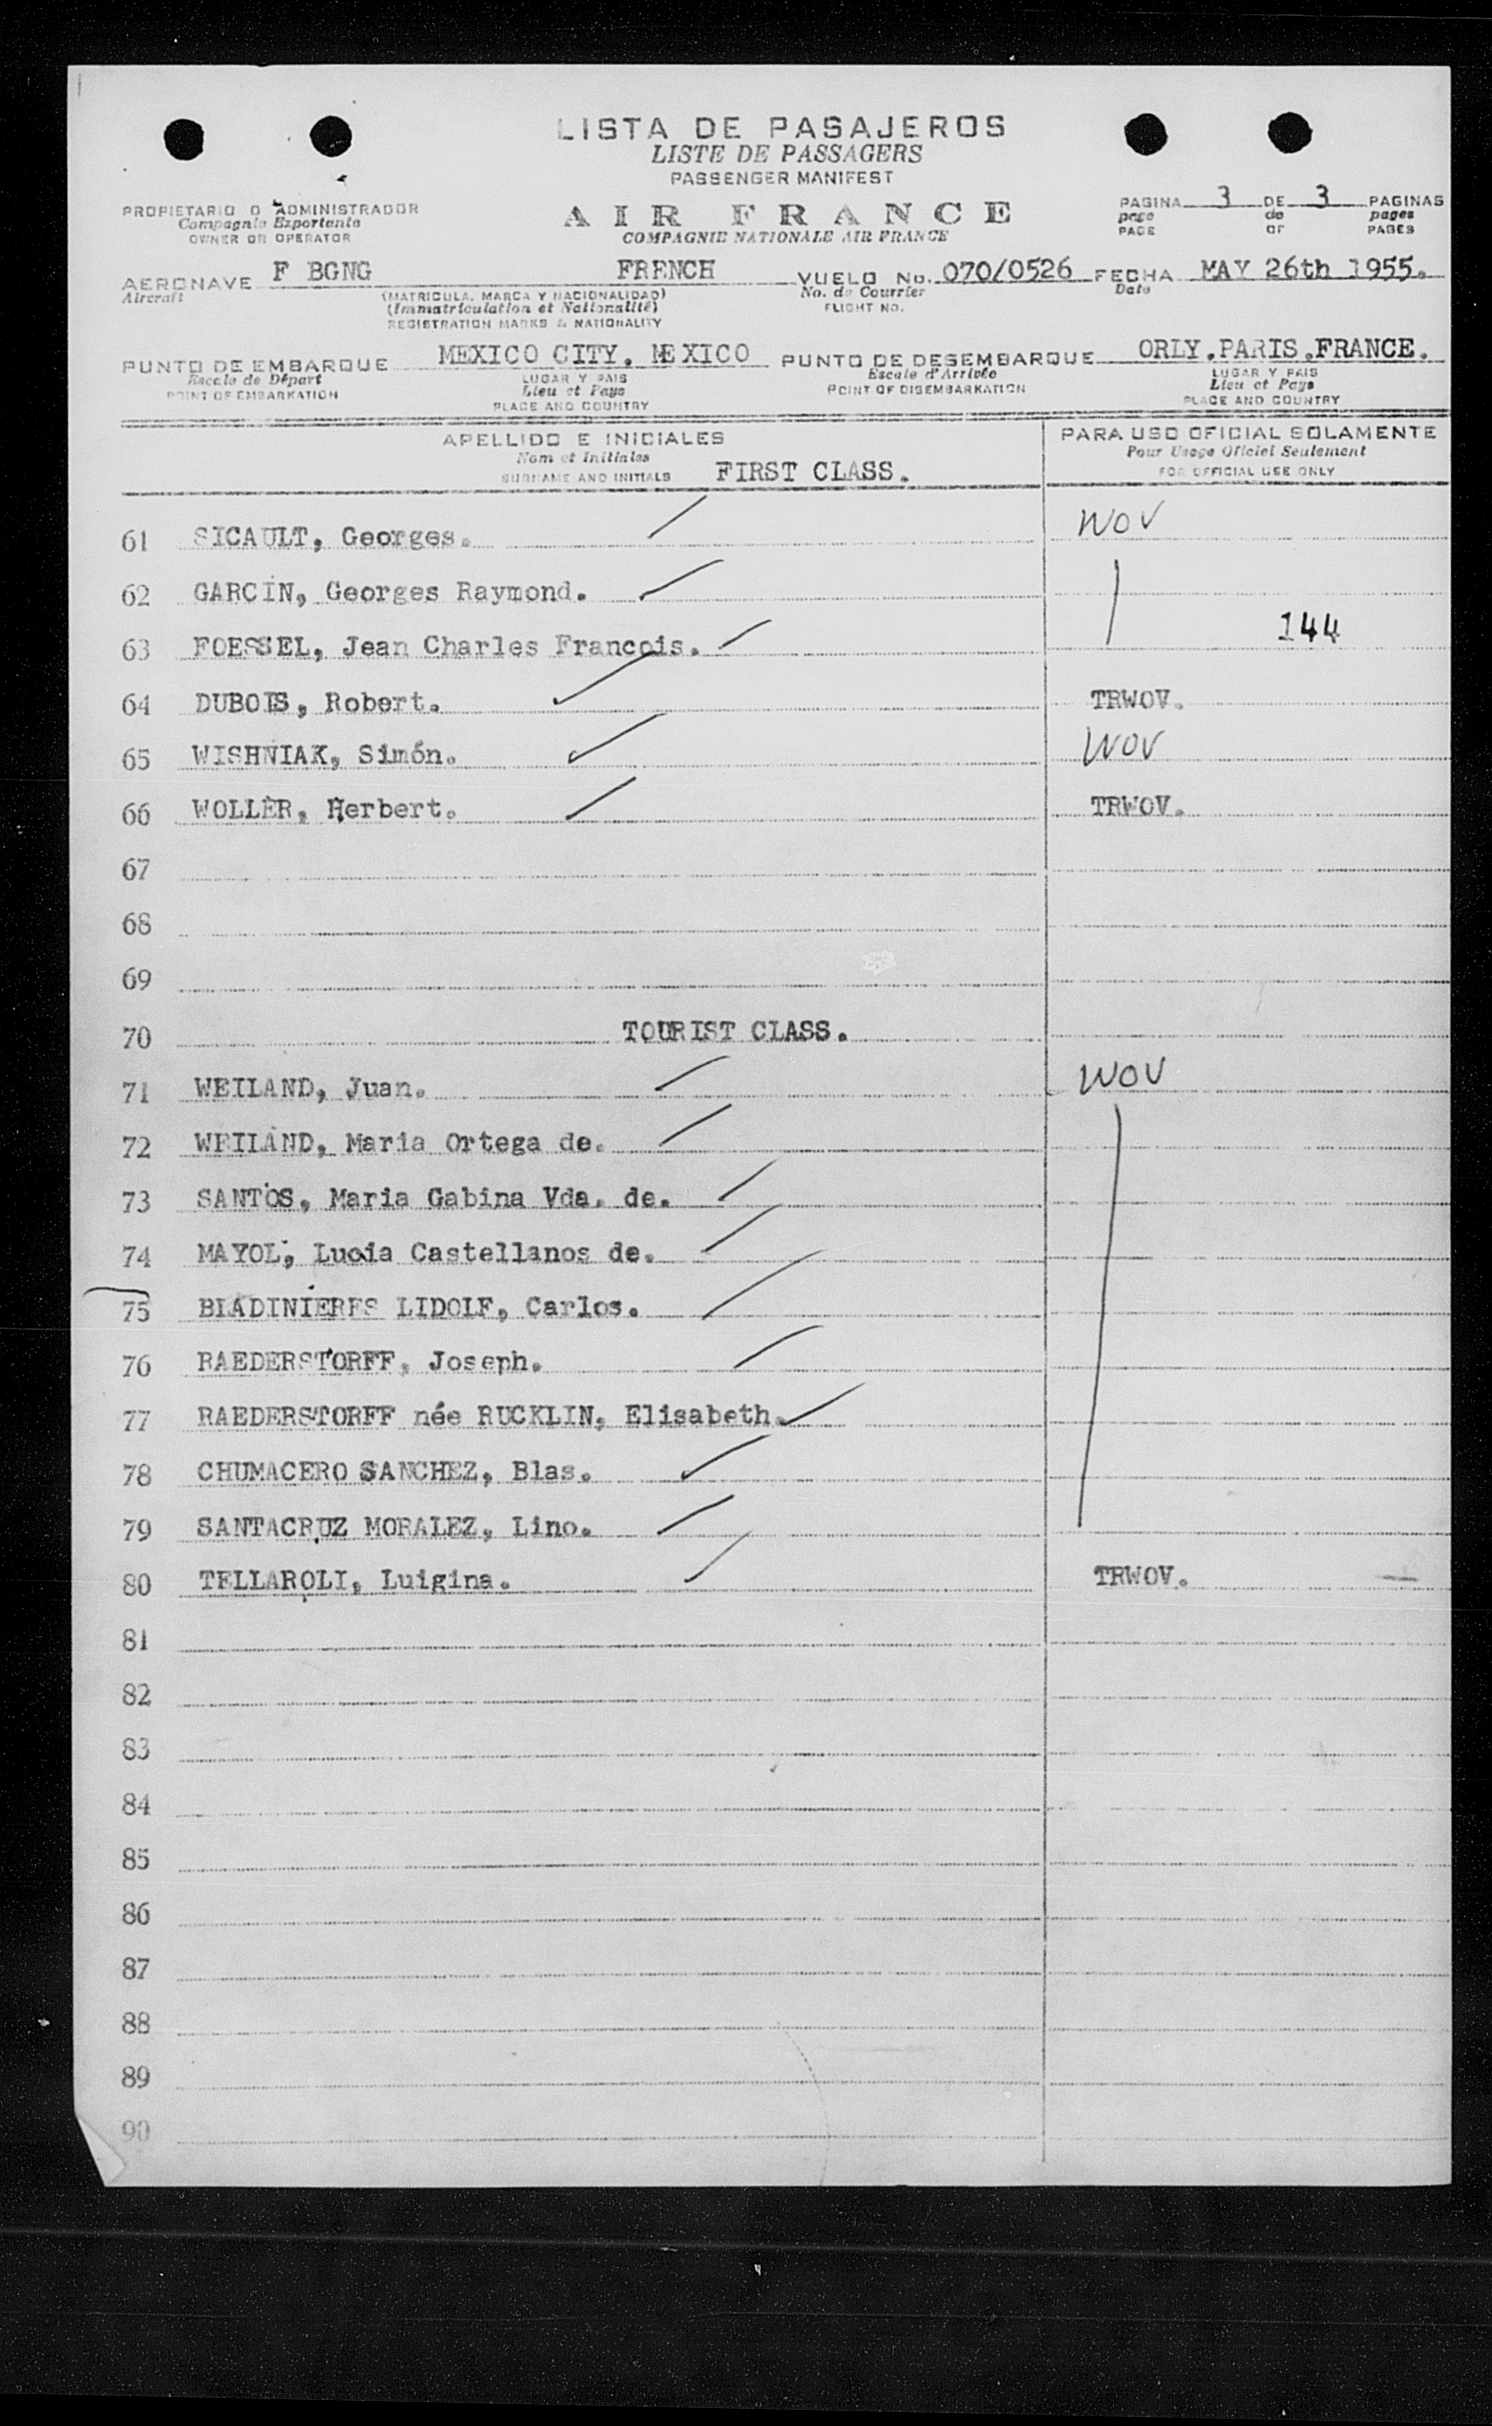 LISTA DE PASAJEROS
LISTE DE PASSAGERS
PASSENGER MANIFEST
PROPIETARIO O ADMINISTRADOR
Compagnie Exportante
OWNER OR OPERATOR
AIR FRANCE
COMPAGNIE NATIONALE AIR FRANCE
PAGINA 3 DE 3 PAGINAS
page de pages
PAGE OF PAGES
AERONAVE F BGNG FRENCH VUELO No. 070/0526 FECHA MAY 26th 1955.
Aircraft (MATRICULA, MARCA Y NACIONALIDAD) No. de Courrier Date
(Immatriculation et Nationalité) FLIGHT NO.
REGISTRATION MARKS & NATIONALITY
PUNTO DE EMBARQUE MEXICO CITY, MEXICO PUNTO DE DESEMBARQUE ORLY.PARIS.FRANCE.
Escale de Départ LUGAR Y PAIS Escale d'Arrivée LUGAR Y PAIS
POINT OF EMBARKATION Lieu et Pays POINT OF DISEMBARKATION Lieu et Pays
PLACE AND COUNTRY PLACE AND COUNTRY
APELLIDO E INICIALES PARA USO OFICIAL SOLAMENTE
Nom et Initiales Pour Usage Officiel Seulement
SURNAME AND INITIALS FIRST CLASS. FOR OFFICIAL USE ONLY
61 SICAULT, Georges. WOV
62 GARCIN, Georges Raymond.
63 FOESSEL, Jean Charles Francois. 144
64 DUBOIS, Robert. TRWOV.
65 WISHNIAK, Simón. WOV
66 WOLLER, Herbert. TRWOV.
67
68
69
70 TOURIST CLASS.
71 WEILAND, Juan. WOV
72 WEILAND, Maria Ortega de.
73 SANTOS, Maria Gabina Vda. de.
74 MAYOL, Lucia Castellanos de.
75 BLADINIERES LIDOLF, Carlos.
76 RAEDERSTORFF, Joseph.
77 RAEDERSTORFF née RUCKLIN, Elisabeth.
78 CHUMACERO SANCHEZ, Blas.
79 SANTACRUZ MORALEZ, Lino.
80 TELLAROLI, Luigina. TRWOV.
81
82
83
84
85
86
87
88
89
90